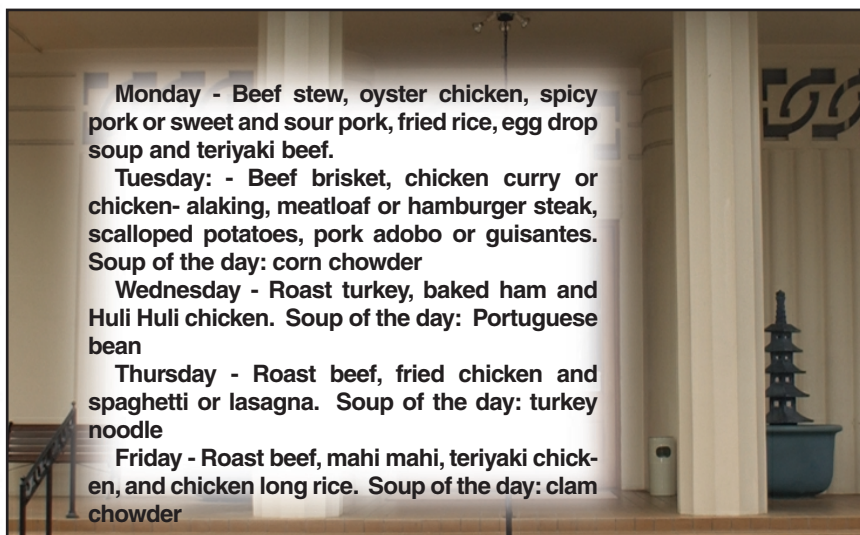 Monday - Beef stew, oyster chicken, spicy
pork or sweet and sour pork, fried rice, egg drop
soup and teriyaki beef.
Tuesday: - Beef brisket, chicken curry or
chicken- alaking, meatloaf or hamburger steak,
scalloped potatoes, pork adobo or guisantes.
Soup of the day: corn chowder
Wednesday - Roast turkey, baked ham and
Huli Huli chicken. Soup of the day: Portuguese
bean
Thursday - Roast beef, fried chicken and
spaghetti or lasagna. Soup of the day: turkey
noodle
Friday - Roast beef, mahi mahi, teriyaki chick-
en, and chicken long rice. Soup of the day: clam
chowder